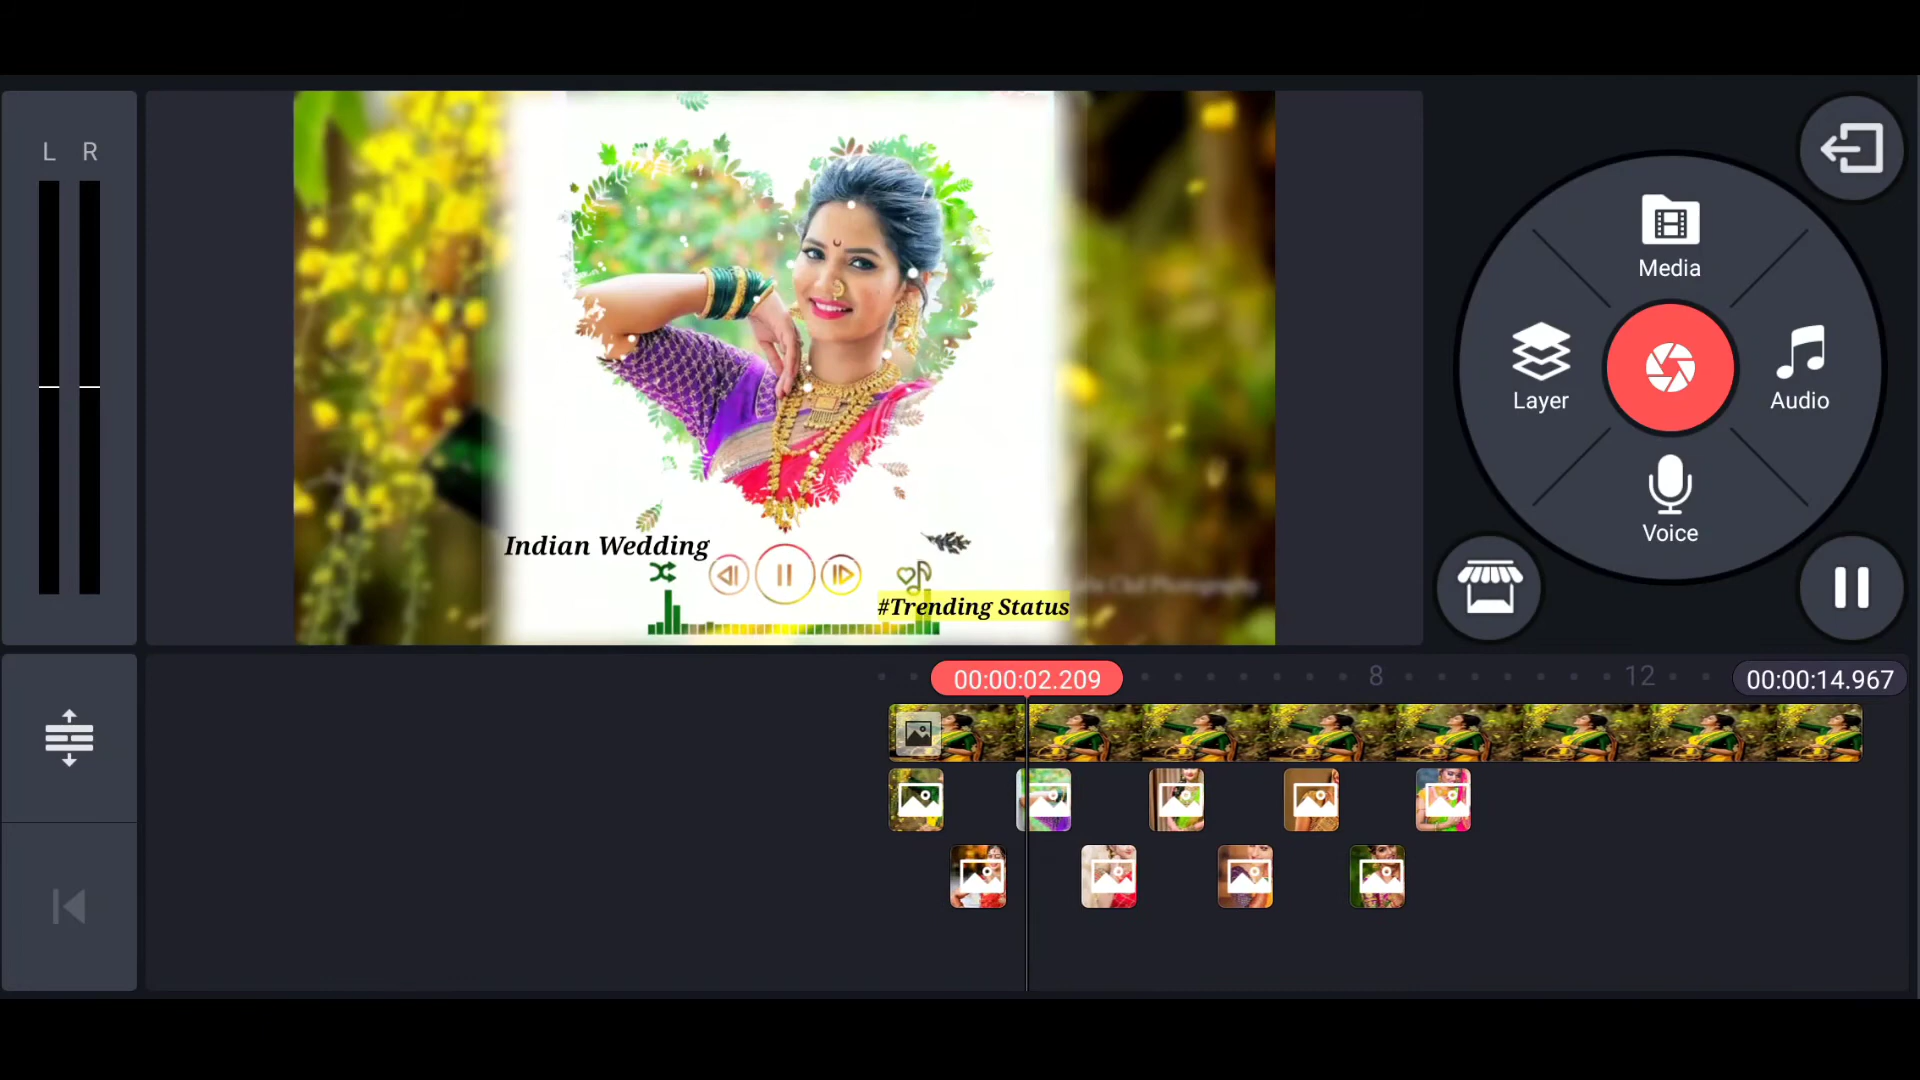 L R
Media
Layer
Audio
Voice
Indian Wedding
#Trending Status
00:00:02.209
8
12
00:00:14.967